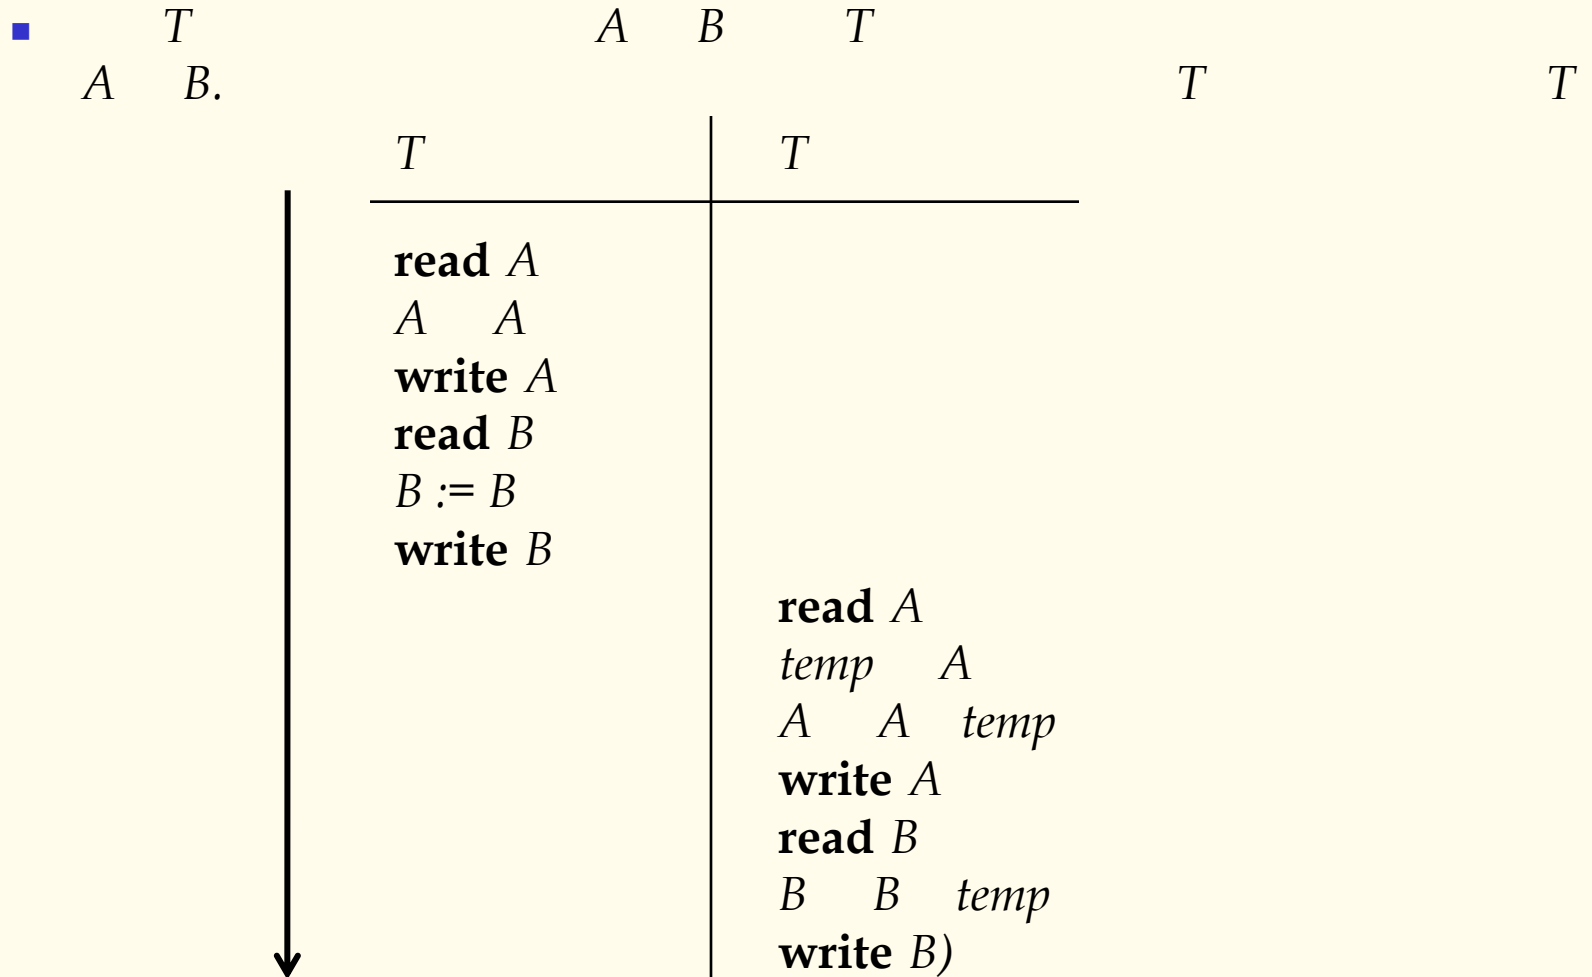 T A B T
A B. T T
T T
read A
A A
write A
read B
B := B
write B
read A
temp A
A A temp
write A
read B
B B temp
write B)